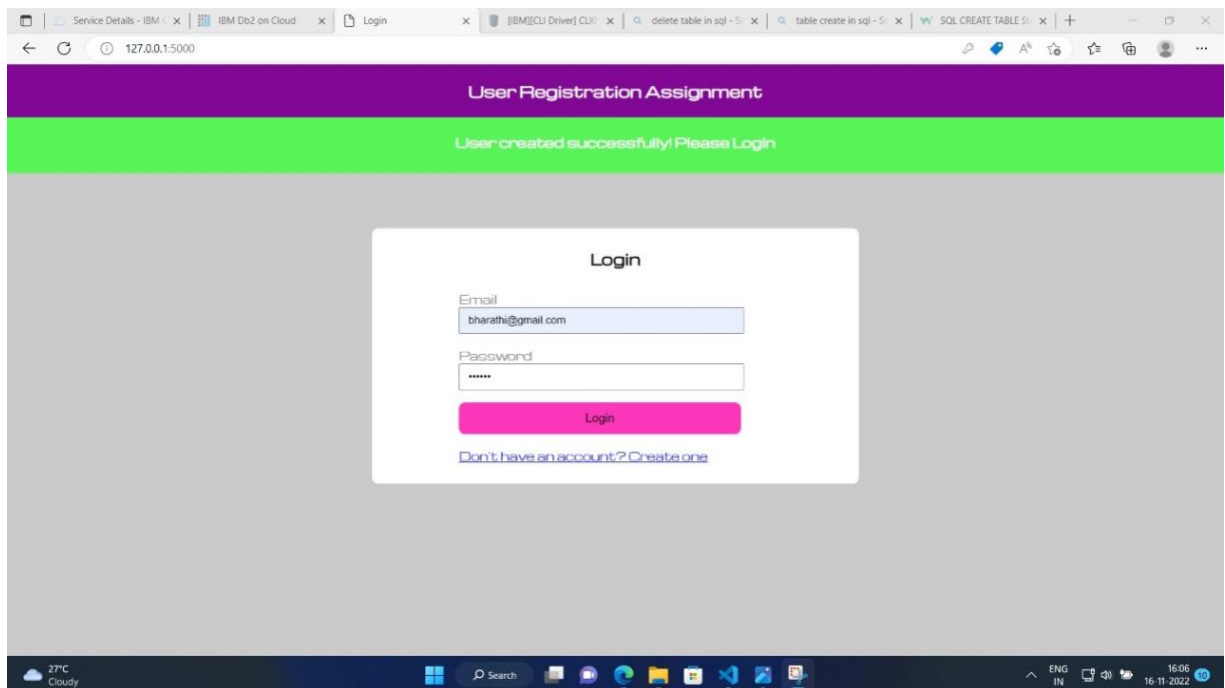 Service Details - IBM C
IBM Db2 on Cloud
Login
[IBM][CLI Driver] CLI0
delete table in sql - Se
table create in sql - Se
SQL CREATE TABLE St
127.0.0.1:5000
User Registration Assignment
User created successfully! Please Login
Login
Email
bharathi@gmail.com
Password
••••••
Login
Don't have an account? Create one
27°C
Cloudy
Search
ENG
IN
16:06
16-11-2022
10